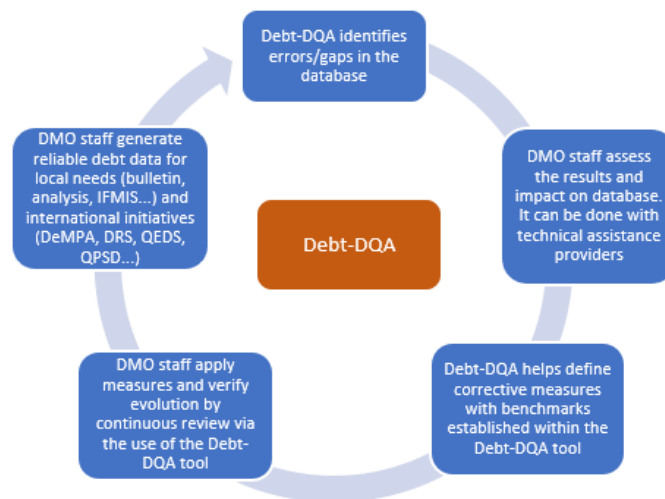 Debt-DQA identifies
errors/gaps in the
database
DMO staff assess
the results and
impact on database.
It can be done with
technical assistance
providers
Debt-DQA helps define
corrective measures
with benchmarks
established within the
Debt-DQA tool
DMO staff apply
measures and verify
evolution by
continuous review via
the use of the Debt-
DQA tool
DMO staff generate
reliable debt data for
local needs (bulletin,
analysis, IFMIS...) and
international initiatives
(DeMPA, DRS, QEDS,
QPSD...)
Debt-DQA